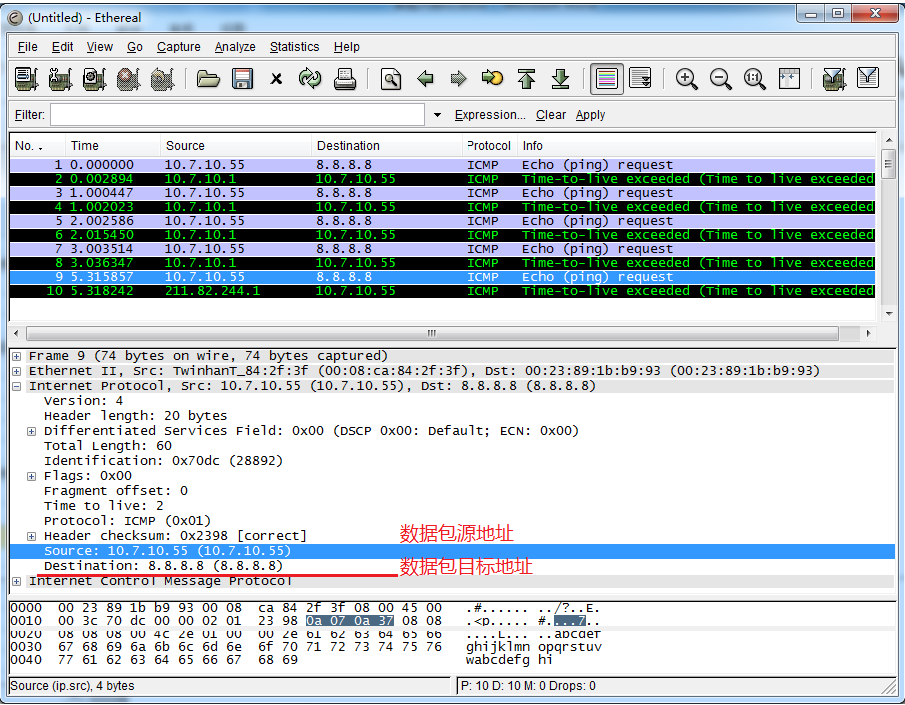 (Untitled) - Ethereal
File Edit View Go Capture Analyze Statistics Help
Filter: Expression... Clear Apply
No. . Time Source Destination Protocol Info
1 0.000000 10.7.10.55 8.8.8.8 ICMP Echo (ping) request
2 0.002894 10.7.10.1 10.7.10.55 ICMP Time-to-live exceeded (Time to live exceeded
3 1.000447 10.7.10.55 8.8.8.8 ICMP Echo (ping) request
4 1.002023 10.7.10.1 10.7.10.55 ICMP Time-to-live exceeded (Time to live exceeded
5 2.002586 10.7.10.55 8.8.8.8 ICMP Echo (ping) request
6 2.015450 10.7.10.1 10.7.10.55 ICMP Time-to-live exceeded (Time to live exceeded
7 3.003514 10.7.10.55 8.8.8.8 ICMP Echo (ping) request
8 3.036347 10.7.10.1 10.7.10.55 ICMP Time-to-live exceeded (Time to live exceeded
9 5.315857 10.7.10.55 8.8.8.8 ICMP Echo (ping) request
10 5.318242 211.82.244.1 10.7.10.55 ICMP Time-to-live exceeded (Time to live exceeded
Frame 9 (74 bytes on wire, 74 bytes captured)
Ethernet II, Src: TwinhanT_84:2f:3f (00:08:ca:84:2f:3f), Dst: 00:23:89:1b:b9:93 (00:23:89:1b:b9:93)
Internet Protocol, Src: 10.7.10.55 (10.7.10.55), Dst: 8.8.8.8 (8.8.8.8)
Version: 4
Header length: 20 bytes
Differentiated Services Field: 0x00 (DSCP 0x00: Default; ECN: 0x00)
Total Length: 60
Identification: 0x70dc (28892)
Flags: 0x00
Fragment offset: 0
Time to live: 2
Protocol: ICMP (0x01)
Header checksum: 0x2398 [correct]
Source: 10.7.10.55 (10.7.10.55) 数据包源地址
Destination: 8.8.8.8 (8.8.8.8) 数据包目标地址
Internet Control Message Protocol
0000 00 23 89 1b b9 93 00 08 ca 84 2f 3f 08 00 45 00 .#...... ../?..E.
0010 00 3c 70 dc 00 00 02 01 23 98 0a 07 0a 37 08 08 .<p..... #....7..
0020 08 08 08 00 4c 2e 01 00 00 2e 61 62 63 64 65 66 ....L... ..abcdef
0030 67 68 69 6a 6b 6c 6d 6e 6f 70 71 72 73 74 75 76 ghijklmn opqrstuv
0040 77 61 62 63 64 65 66 67 68 69 wabcdefg hi
Source (ip.src), 4 bytes P: 10 D: 10 M: 0 Drops: 0